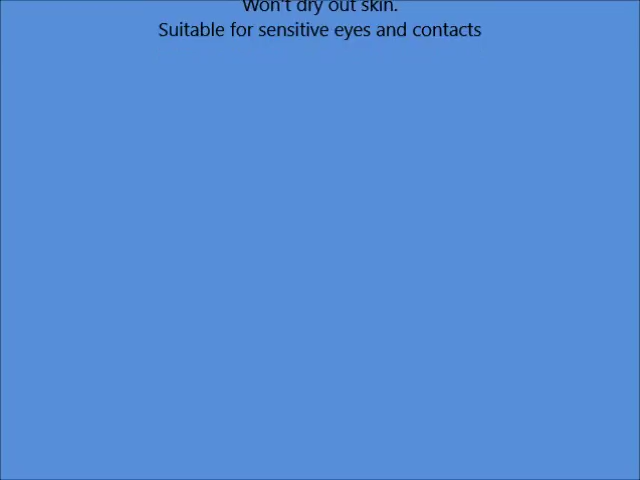 Won't dry out skin.
Suitable for sensitive eyes and contacts